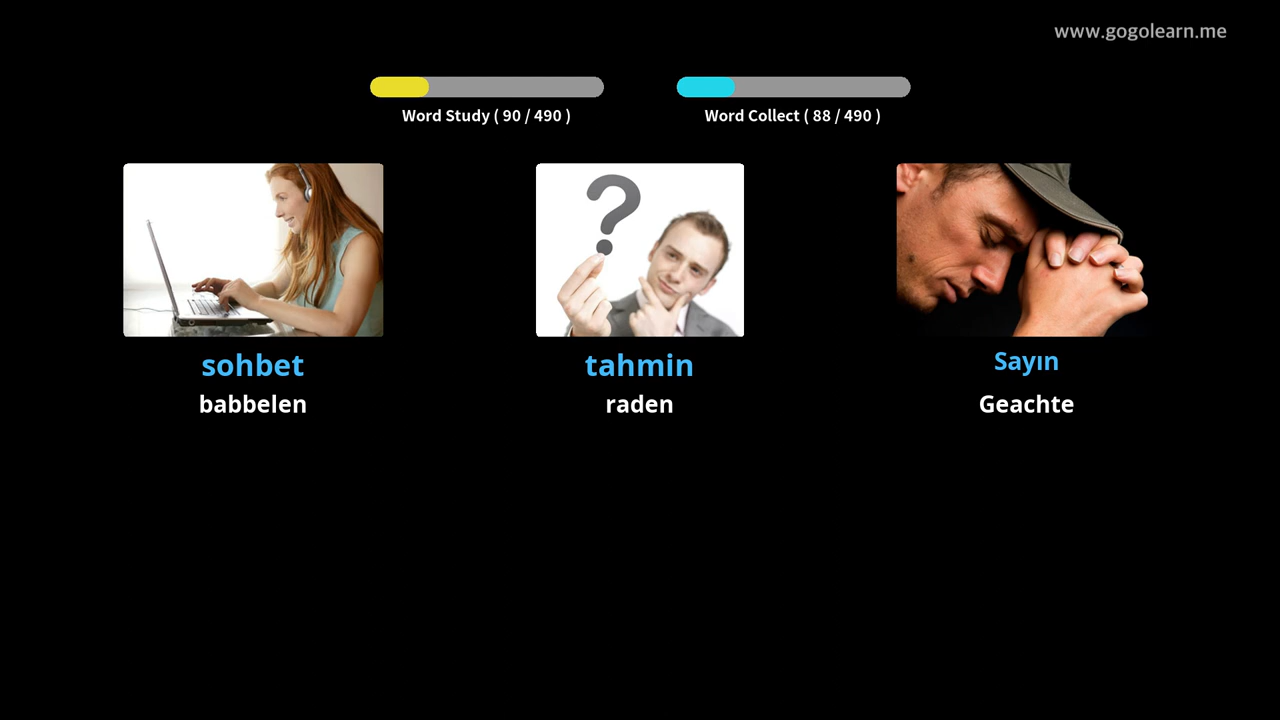 www.gogolearn.me
Word Study ( 90 / 490 )
Word Collect ( 88 / 490 )
sohbet
babbelen
tahmin
raden
Sayın
Geachte